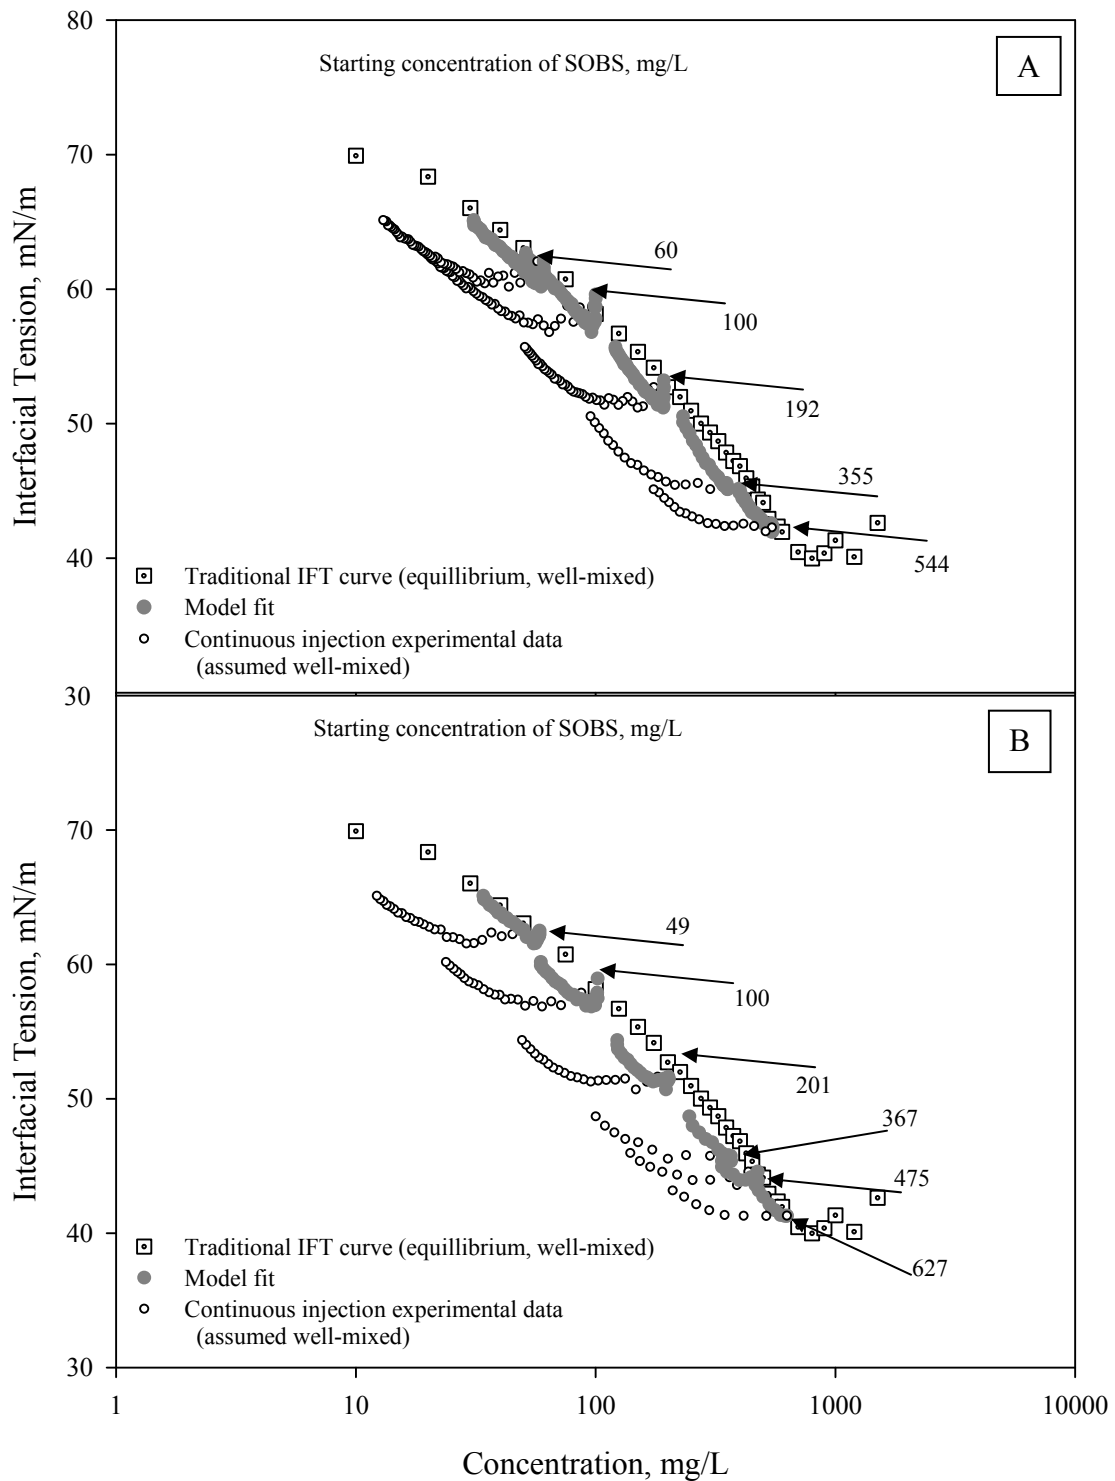 80
Starting concentration of SOBS, mg/L
A
70
60
60
100
50
192
355
40
544
Traditional IFT curve (equillibrium, well-mixed)
Model fit
Continuous injection experimental data
(assumed well-mixed)
Interfacial Tension, mN/m
30
Starting concentration of SOBS, mg/L
B
70
49
60
100
201
50
367
475
40
627
Traditional IFT curve (equillibrium, well-mixed)
Model fit
Continuous injection experimental data
(assumed well-mixed)
Interfacial Tension, mN/m
30
1 10 100 1000 10000
Concentration, mg/L